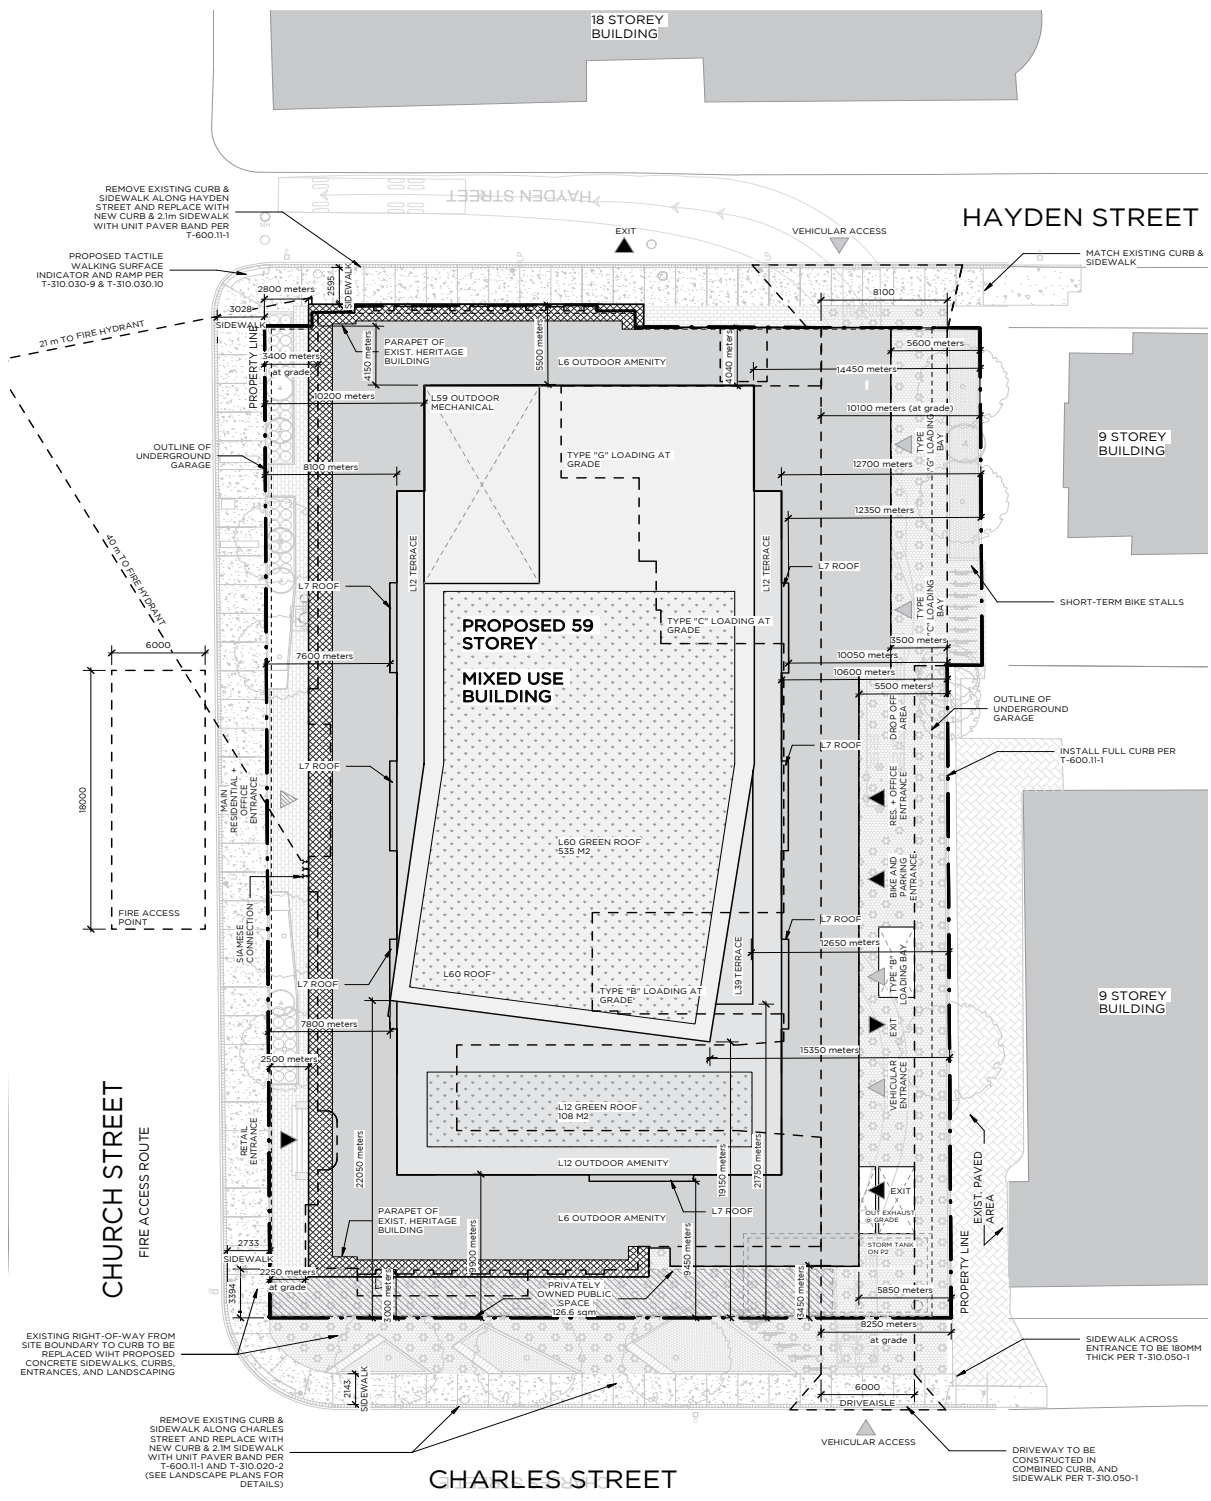 18 STOREY
BUILDING
REMOVE EXISTING CURB &
SIDEWALK ALONG HAYDEN
STREET AND REPLACE WITH
NEW CURB & 2.1m SIDEWALK
WITH UNIT PAVER BAND PER
T-600.11-1
HAYDEN STREET
HAYDEN STREET
EXIT
VEHICULAR ACCESS
MATCH EXISTING CURB &
SIDEWALK
PROPOSED TACTILE
WALKING SURFACE
INDICATOR AND RAMP PER
T-310.030-9 & T-310.030.10
2800 meters
2595
SIDEWALK
8100
3028
SIDEWALK
21 m TO FIRE HYDRANT
PROPERTY LINE
3400 meters
at grade
4150 meters
PARAPET OF
EXIST. HERITAGE
BUILDING
5500 meters
L6 OUTDOOR AMENITY
4040 meters
5600 meters
14450 meters
10200 meters
L59 OUTDOOR
MECHANICAL
10100 meters (at grade)
TYPE
"G" LOADING
BAY
9 STOREY
BUILDING
OUTLINE OF
UNDERGROUND
GARAGE
8100 meters
TYPE "G" LOADING AT
GRADE
12700 meters
12350 meters
40 m TO FIRE HYDRANT
L12 TERRACE
L12 TERRACE
L7 ROOF
L7 ROOF
TYPE
"C" LOADING
BAY
SHORT-TERM BIKE STALLS
PROPOSED 59
STOREY
MIXED USE
BUILDING
TYPE "C" LOADING AT
GRADE
3500 meters
6000
7600 meters
10050 meters
10600 meters
5500 meters
DROP OFF
AREA
OUTLINE OF
UNDERGROUND
GARAGE
L7 ROOF
L7 ROOF
INSTALL FULL CURB PER
T-600.11-1
18000
MAIN
RESIDENTIAL +
OFFICE
ENTRANCE
RES. + OFFICE
ENTRANCE
L60 GREEN ROOF
535 M2
BIKE AND
PARKING
ENTRANCE
FIRE ACCESS
POINT
SIAMESE
CONNECTION
L7 ROOF
12650 meters
L39 TERRACE
L60 ROOF
L7 ROOF
TYPE "B" LOADING AT
GRADE
TYPE "B"
LOADING BAY
9 STOREY
BUILDING
7800 meters
EXIT
2500 meters
15350 meters
VEHICULAR
ENTRANCE
CHURCH STREET
FIRE ACCESS ROUTE
L12 GREEN ROOF
108 M2
RETAIL
ENTRANCE
22050 meters
L12 OUTDOOR AMENITY
19150 meters
21750 meters
EXIT
EXIST. PAVED
AREA
PARAPET OF
EXIST. HERITAGE
BUILDING
L6 OUTDOOR AMENITY
L7 ROOF
OUT EXHAUST
@ GRADE
2733
SIDEWALK
9900 meters
9450 meters
STORM TANK
ON P2
PROPERTY LINE
2250 meters
at grade
3394
3000 meters
PRIVATELY
OWNED PUBLIC
SPACE
126.6 sqm
3450 meters
5850 meters
8250 meters
at grade
EXISTING RIGHT-OF-WAY FROM
SITE BOUNDARY TO CURB TO BE
REPLACED WIHT PROPOSED
CONCRETE SIDEWALKS, CURBS,
ENTRANCES, AND LANDSCAPING
SIDEWALK ACROSS
ENTRANCE TO BE 180MM
THICK PER T-310.050-1
2143
SIDEWALK
6000
DRIVEAISLE
REMOVE EXISTING CURB &
SIDEWALK ALONG CHARLES
STREET AND REPLACE WITH
NEW CURB & 2.1M SIDEWALK
WITH UNIT PAVER BAND PER
T-600.11-1 AND T-310.020-2
(SEE LANDSCAPE PLANS FOR
DETAILS)
VEHICULAR ACCESS
DRIVEWAY TO BE
CONSTRUCTED IN
COMBINED CURB, AND
SIDEWALK PER T-310.050-1
CHARLES STREET
CHARLES STREET